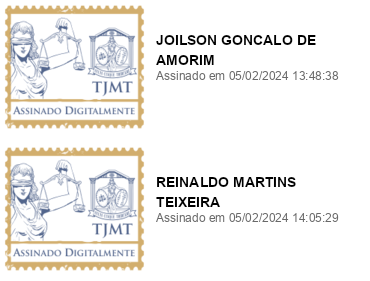 TJMT
ASSINADO DIGITALMENTE
JOILSON GONCALO DE
AMORIM
Assinado em 05/02/2024 13:48:38
TJMT
ASSINADO DIGITALMENTE
REINALDO MARTINS
TEIXEIRA
Assinado em 05/02/2024 14:05:29